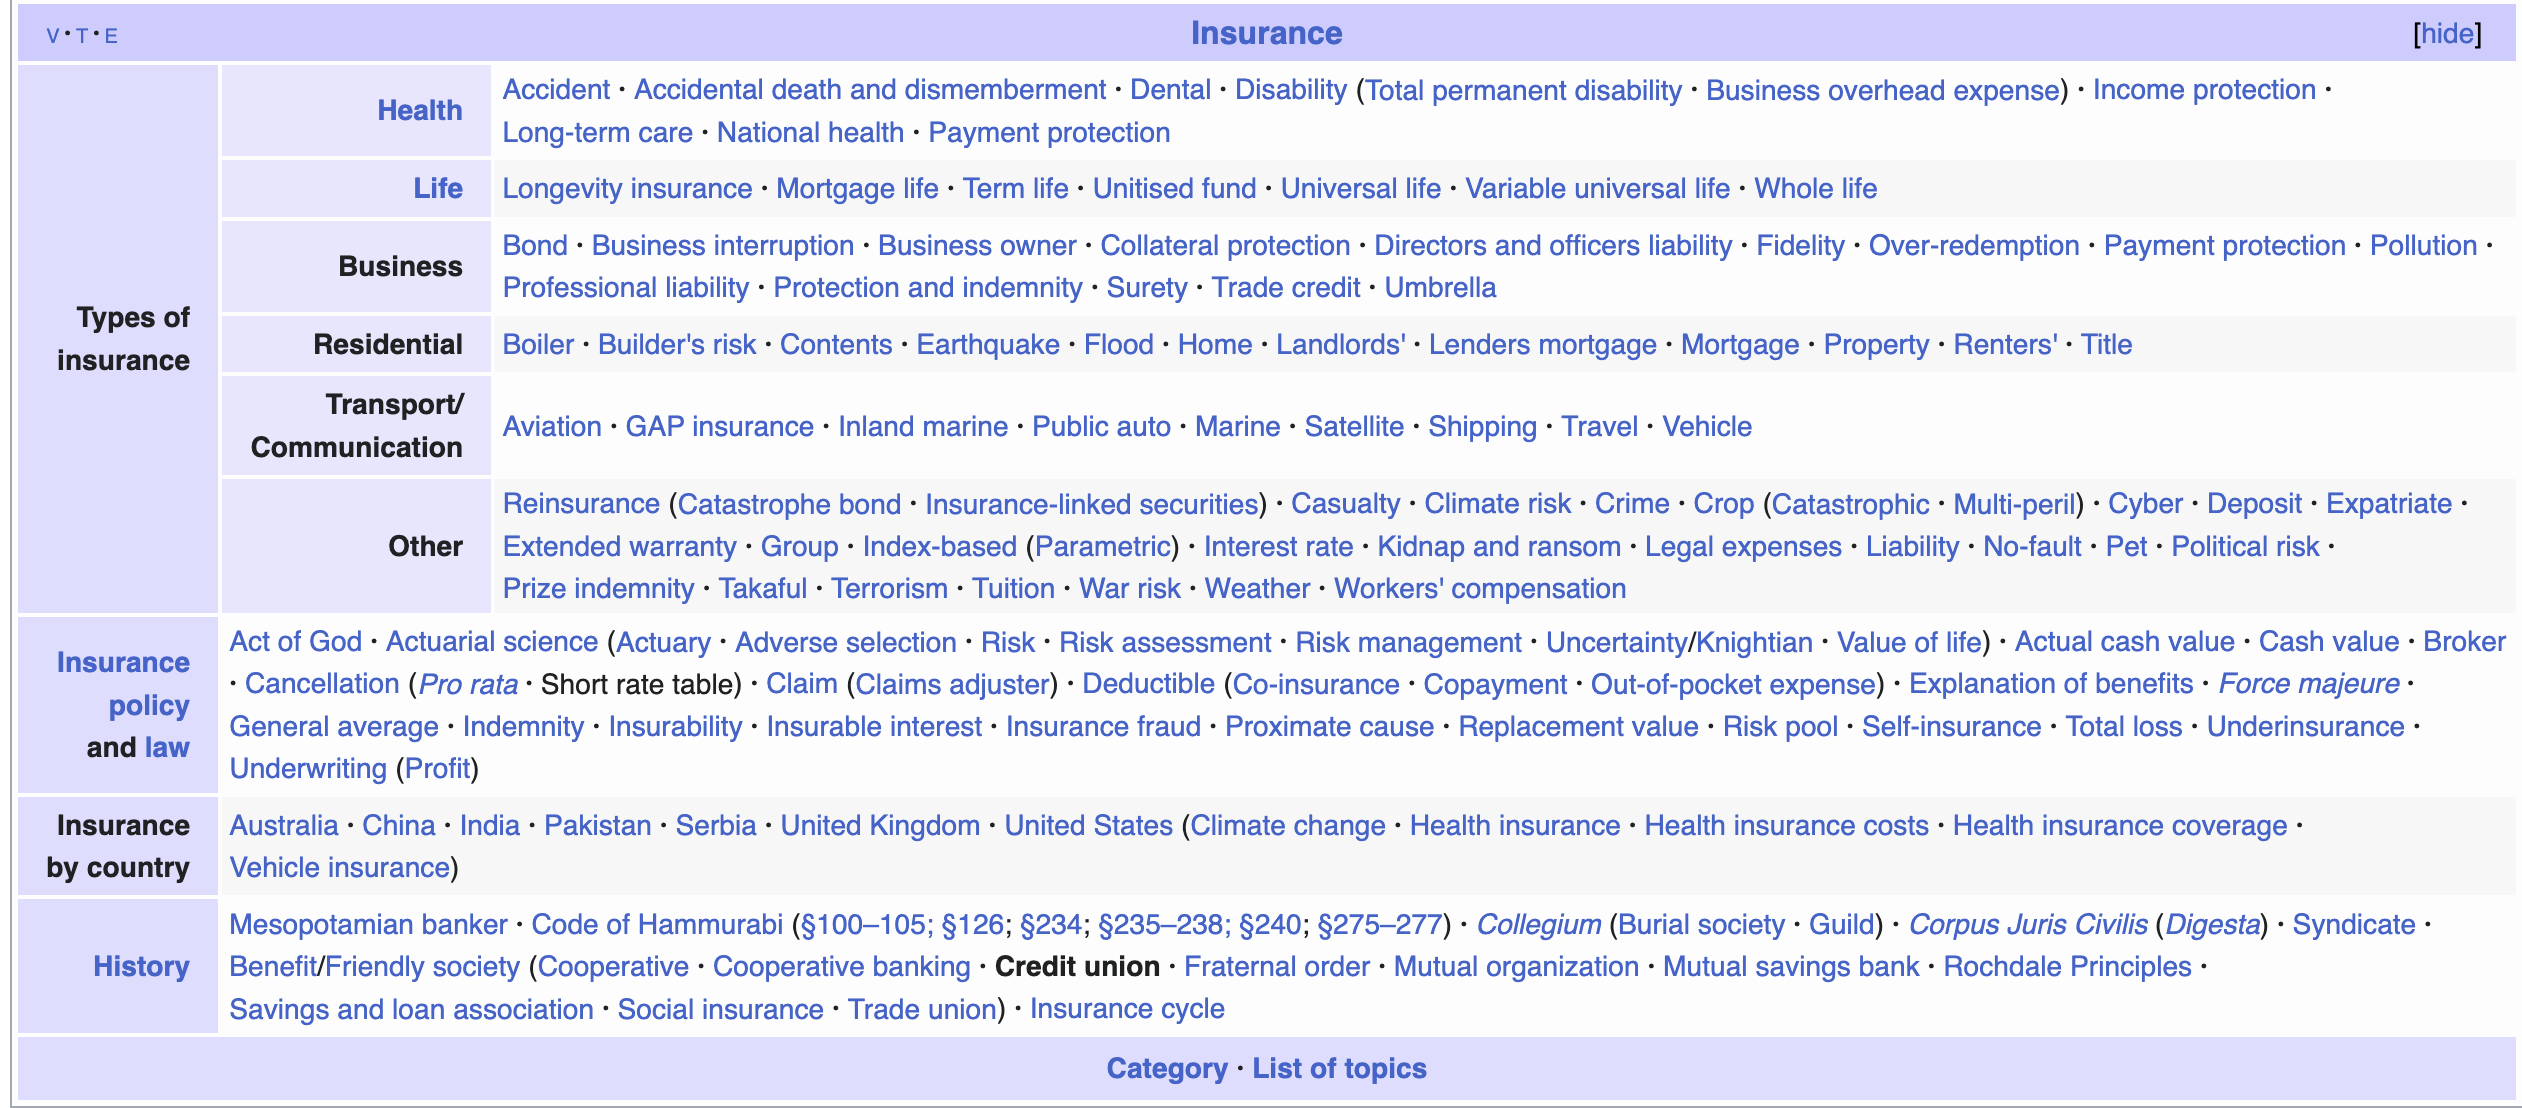 V · T · E Insurance [hide]
Types of
insurance
Health
Accident · Accidental death and dismemberment · Dental · Disability (Total permanent disability · Business overhead expense) · Income protection ·
Long-term care · National health · Payment protection
Life
Longevity insurance · Mortgage life · Term life · Unitised fund · Universal life · Variable universal life · Whole life
Business
Bond · Business interruption · Business owner · Collateral protection · Directors and officers liability · Fidelity · Over-redemption · Payment protection · Pollution ·
Professional liability · Protection and indemnity · Surety · Trade credit · Umbrella
Residential
Boiler · Builder's risk · Contents · Earthquake · Flood · Home · Landlords' · Lenders mortgage · Mortgage · Property · Renters' · Title
Transport/
Communication
Aviation · GAP insurance · Inland marine · Public auto · Marine · Satellite · Shipping · Travel · Vehicle
Other
Reinsurance (Catastrophe bond · Insurance-linked securities) · Casualty · Climate risk · Crime · Crop (Catastrophic · Multi-peril) · Cyber · Deposit · Expatriate ·
Extended warranty · Group · Index-based (Parametric) · Interest rate · Kidnap and ransom · Legal expenses · Liability · No-fault · Pet · Political risk ·
Prize indemnity · Takaful · Terrorism · Tuition · War risk · Weather · Workers' compensation
Insurance
policy
and law
Act of God · Actuarial science (Actuary · Adverse selection · Risk · Risk assessment · Risk management · Uncertainty/Knightian · Value of life) · Actual cash value · Cash value · Broker
· Cancellation (Pro rata · Short rate table) · Claim (Claims adjuster) · Deductible (Co-insurance · Copayment · Out-of-pocket expense) · Explanation of benefits · Force majeure ·
General average · Indemnity · Insurability · Insurable interest · Insurance fraud · Proximate cause · Replacement value · Risk pool · Self-insurance · Total loss · Underinsurance ·
Underwriting (Profit)
Insurance
by country
Australia · China · India · Pakistan · Serbia · United Kingdom · United States (Climate change · Health insurance · Health insurance costs · Health insurance coverage ·
Vehicle insurance)
History
Mesopotamian banker · Code of Hammurabi (§100–105; §126; §234; §235–238; §240; §275–277) · Collegium (Burial society · Guild) · Corpus Juris Civilis (Digesta) · Syndicate ·
Benefit/Friendly society (Cooperative · Cooperative banking · Credit union · Fraternal order · Mutual organization · Mutual savings bank · Rochdale Principles ·
Savings and loan association · Social insurance · Trade union) · Insurance cycle
Category · List of topics